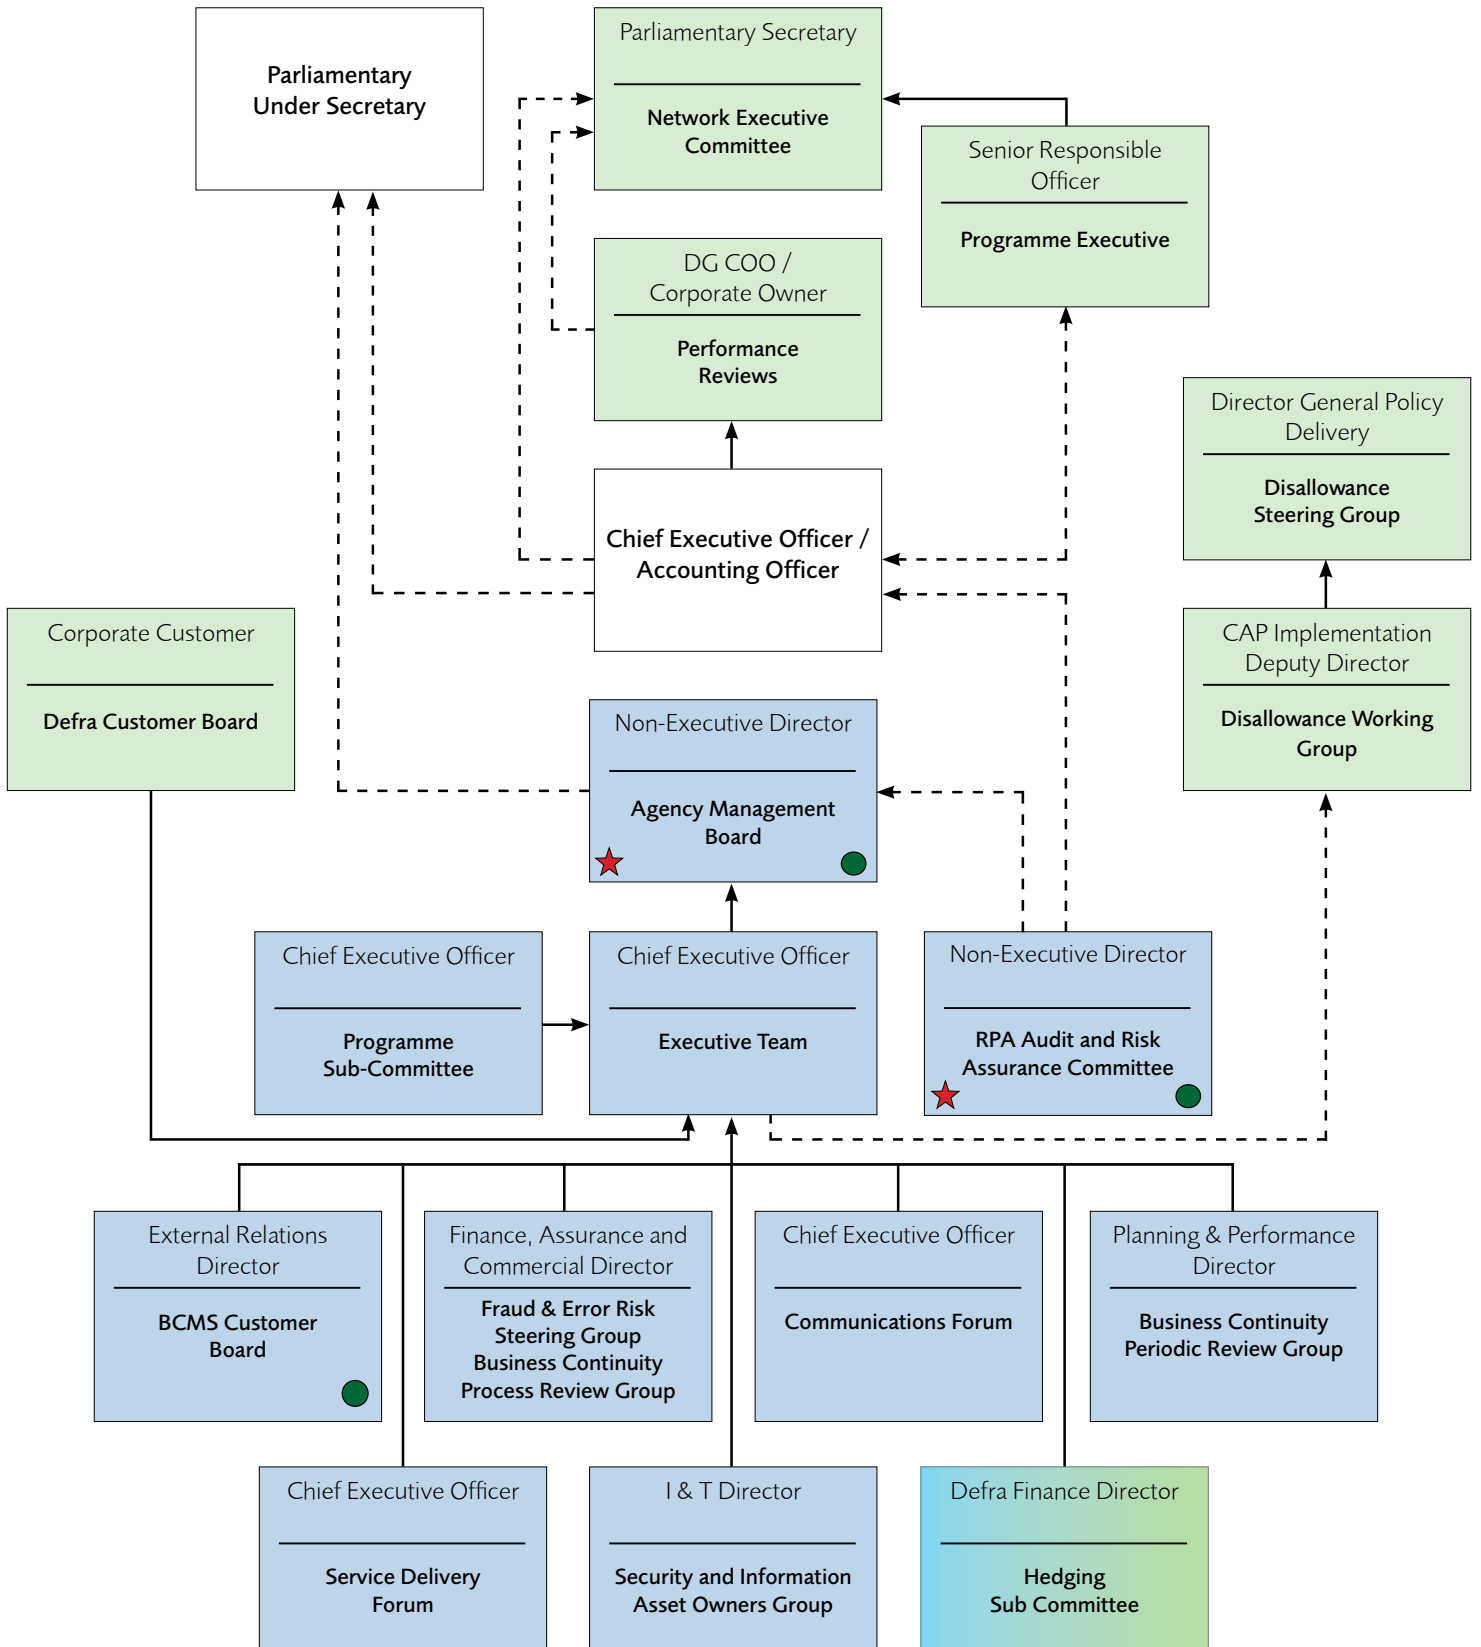 Parliamentary
Under Secretary
Parliamentary Secretary
Network Executive
Committee
Senior Responsible
Officer
Programme Executive
DG COO /
Corporate Owner
Performance
Reviews
Director General Policy
Delivery
Disallowance
Steering Group
Chief Executive Officer /
Accounting Officer
Corporate Customer
Defra Customer Board
CAP Implementation
Deputy Director
Disallowance Working
Group
Non-Executive Director
Agency Management
Board
Chief Executive Officer
Programme
Sub-Committee
Chief Executive Officer
Executive Team
Non-Executive Director
RPA Audit and Risk
Assurance Committee
External Relations
Director
BCMS Customer
Board
Finance, Assurance and
Commercial Director
Fraud & Error Risk
Steering Group
Business Continuity
Process Review Group
Chief Executive Officer
Communications Forum
Planning & Performance
Director
Business Continuity
Periodic Review Group
Chief Executive Officer
Service Delivery
Forum
I & T Director
Security and Information
Asset Owners Group
Defra Finance Director
Hedging
Sub Committee